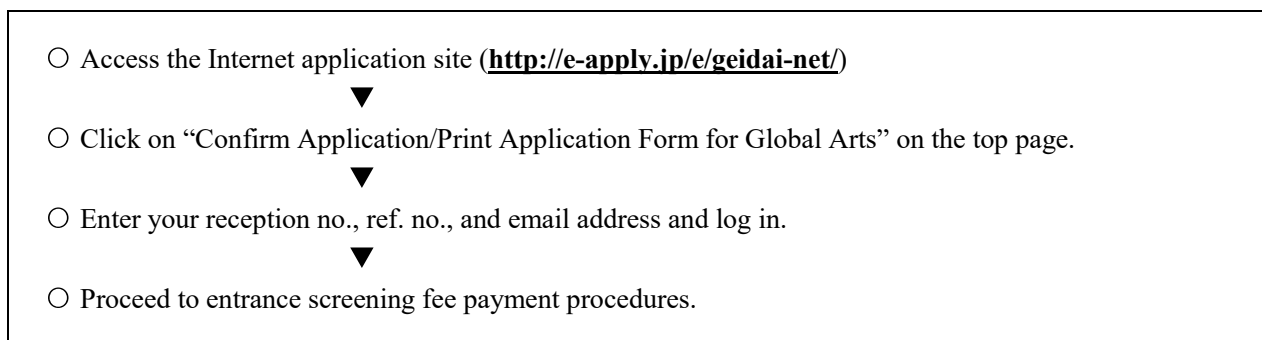 ○ Access the Internet application site (http://e-apply.jp/e/geidai-net/)
▼
○ Click on “Confirm Application/Print Application Form for Global Arts” on the top page.
▼
○ Enter your reception no., ref. no., and email address and log in.
▼
○ Proceed to entrance screening fee payment procedures.